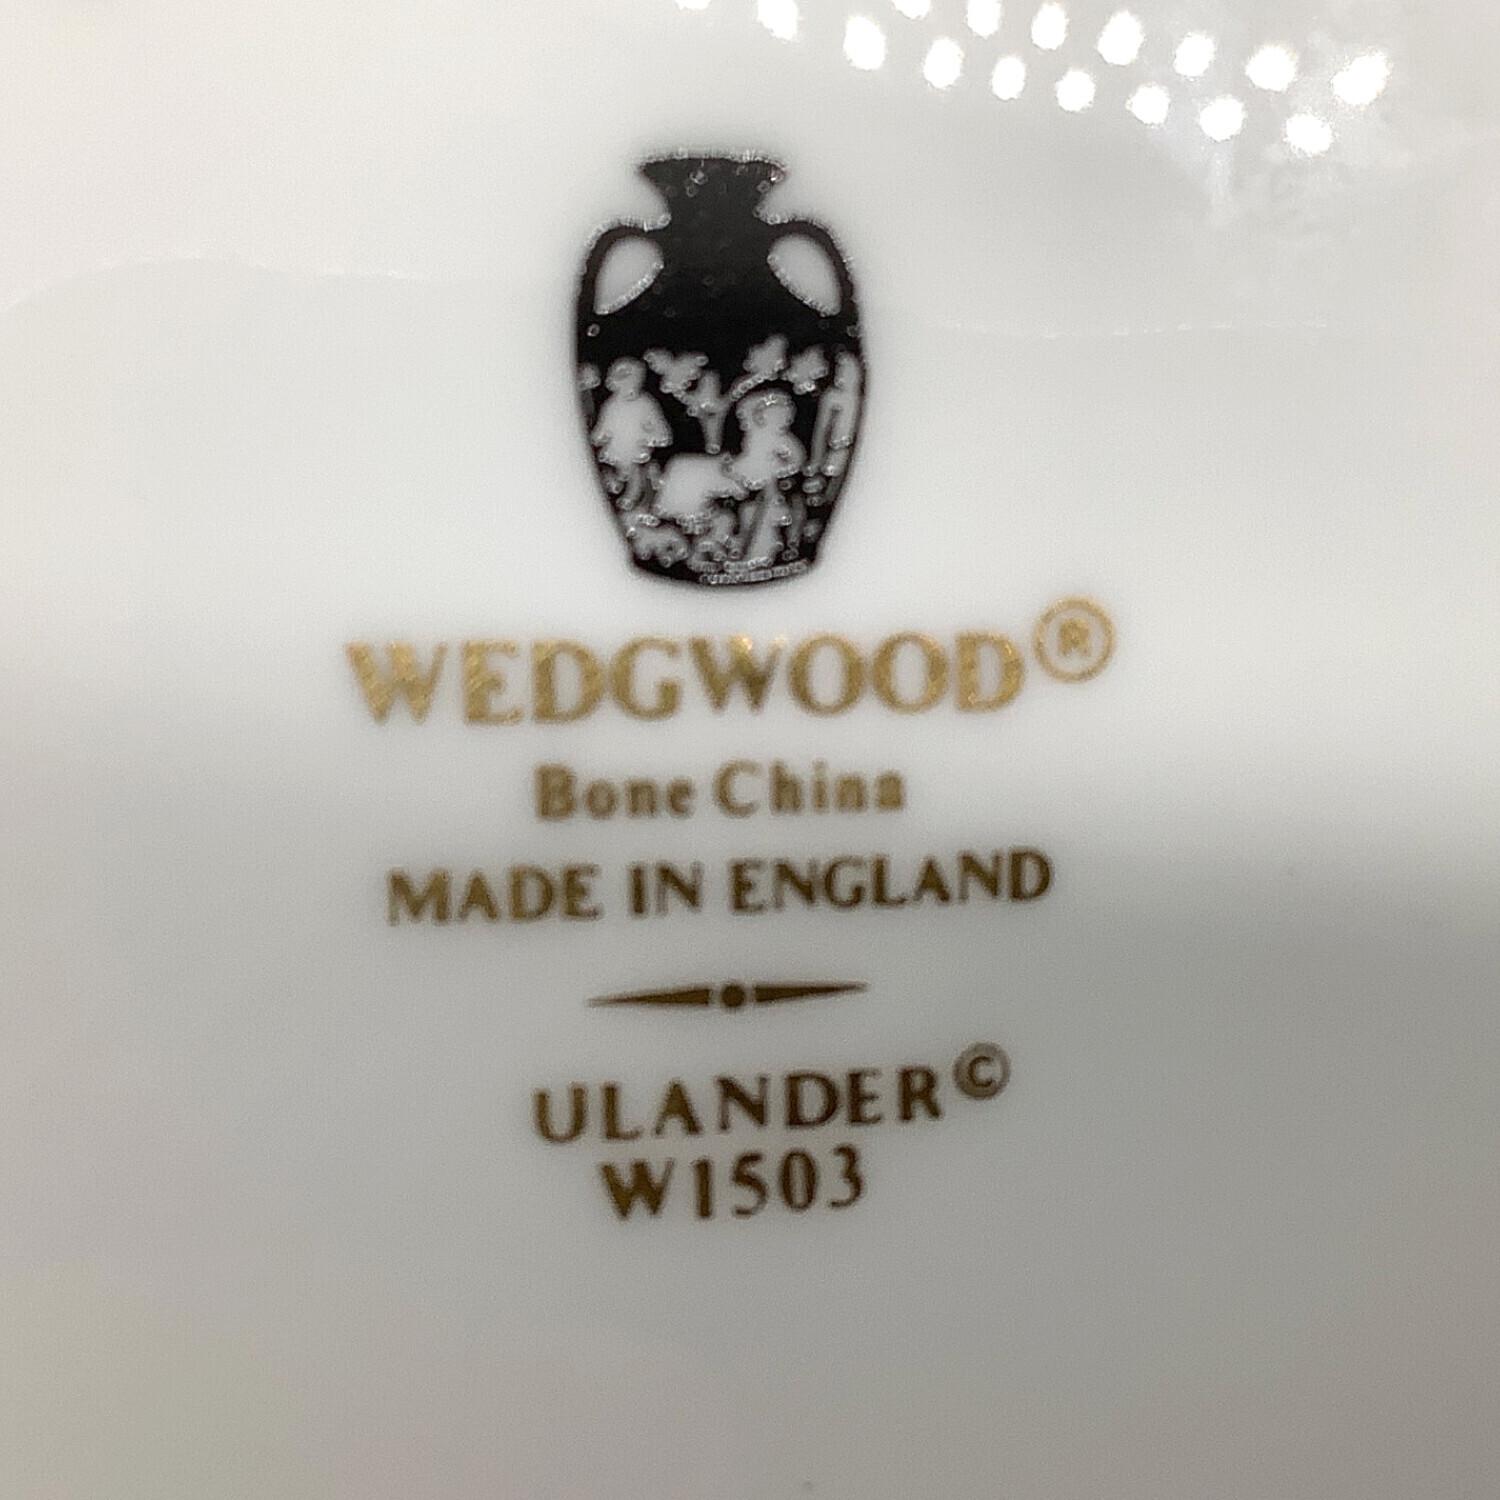 WEDGWOOD®
Bone China
MADE IN ENGLAND
ULANDER©
W1503